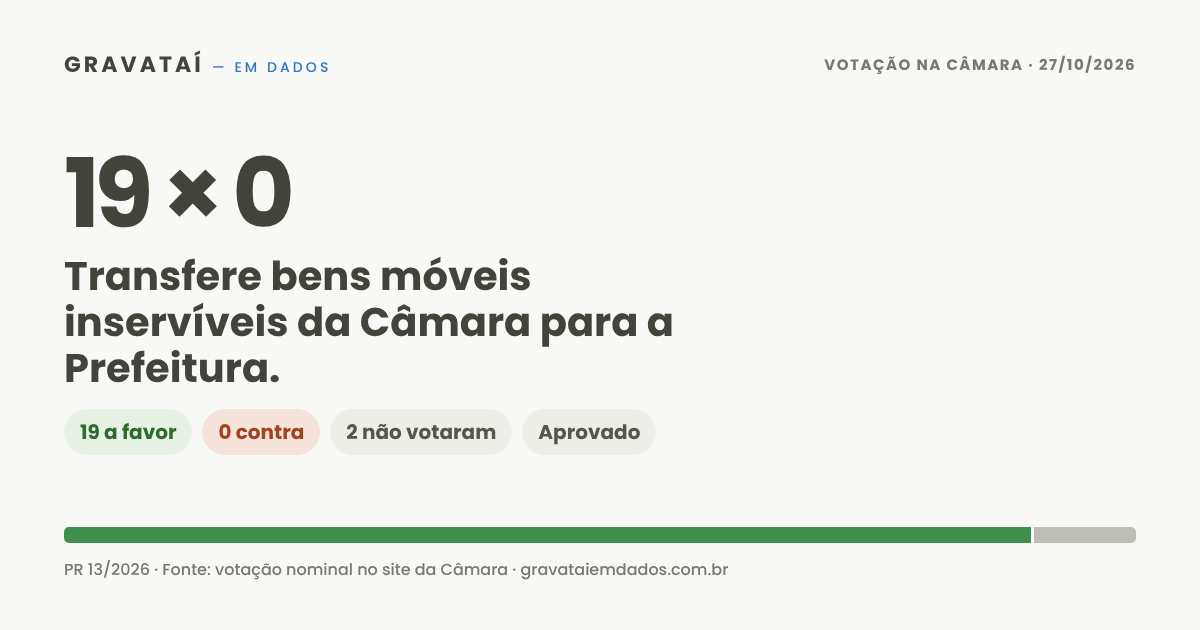 GRAVATAÍ — EM DADOS
VOTAÇÃO NA CÂMARA · 27/10/2026
19 × 0
Transfere bens móveis
inservíveis da Câmara para a
Prefeitura.
19 a favor
0 contra
2 não votaram
Aprovado
PR 13/2026 · Fonte: votação nominal no site da Câmara · gravataiemdados.com.br